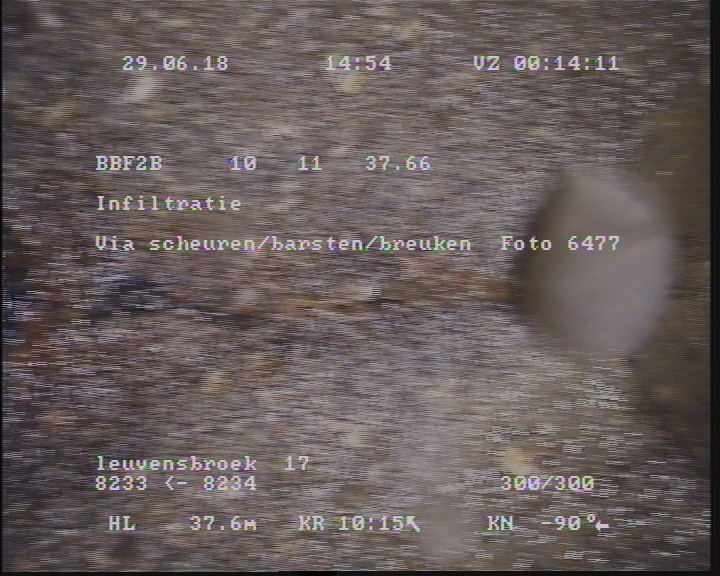 29.06.18 14:54 VZ 00:14:11
BBF2B 10 11 37.66
Infiltratie
Via scheuren/barsten/breuken Foto 6477
leuvensbroek 17
8233 <- 8234 300/300
HL 37.6m KR 10:15↖ KN -90°←